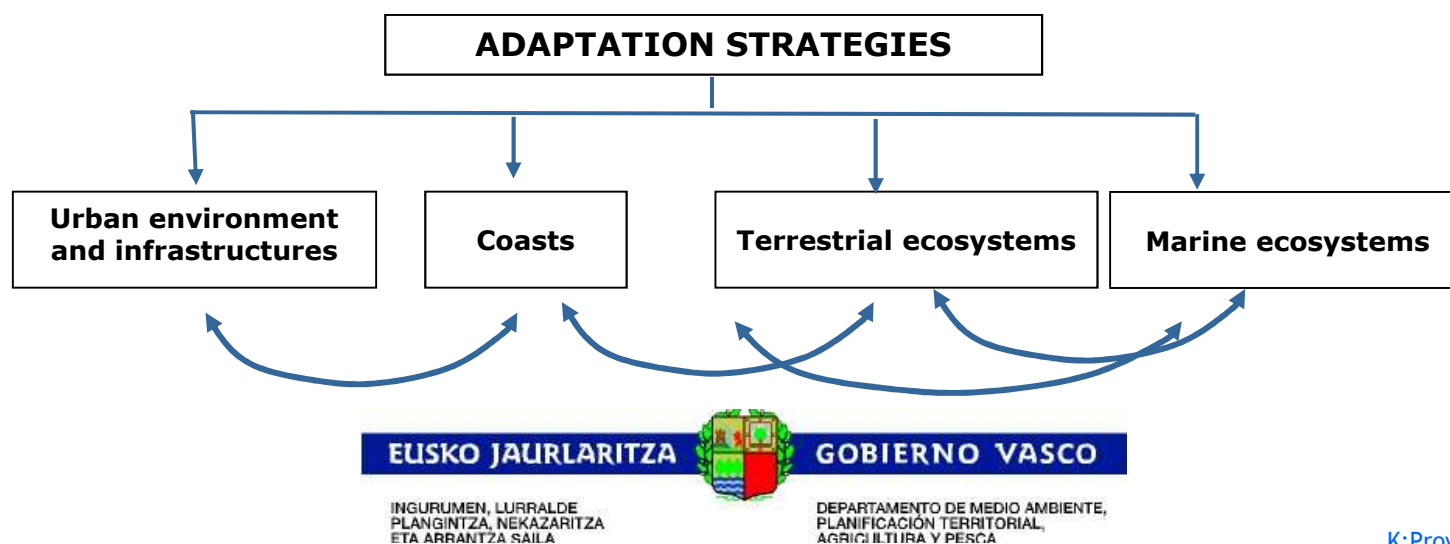 ADAPTATION STRATEGIES
Urban environment
and infrastructures
Coasts
Terrestrial ecosystems
Marine ecosystems
EUSKO JAURLARITZA
GOBIERNO VASCO
INGURUMEN, LURRALDE
PLANGINTZA, NEKAZARITZA
ETA ARRANTZA SAILA
DEPARTAMENTO DE MEDIO AMBIENTE,
PLANIFICACIÓN TERRITORIAL,
AGRICULTURA Y PESCA